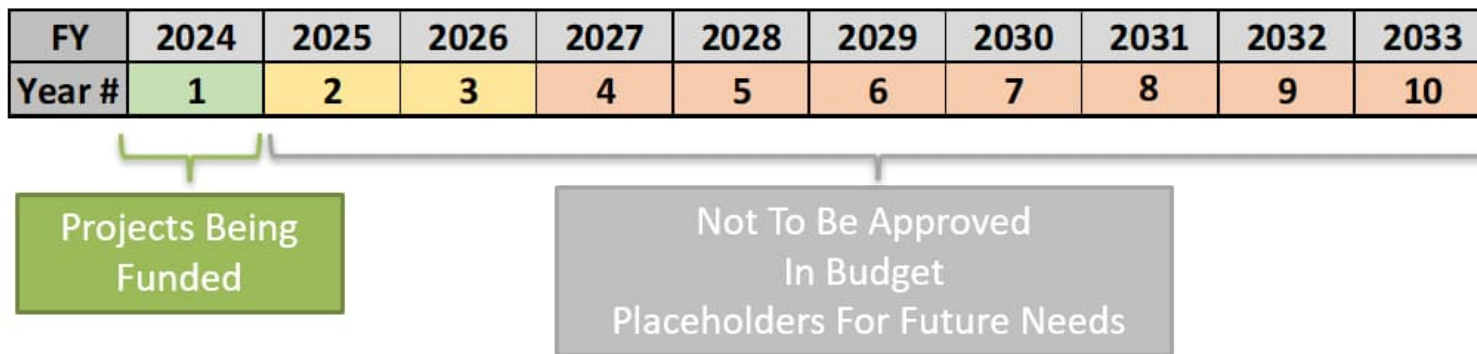 FY 2024 2025 2026 2027 2028 2029 2030 2031 2032 2033
Year # 1 2 3 4 5 6 7 8 9 10
Projects Being
Funded
Not To Be Approved
In Budget
Placeholders For Future Needs